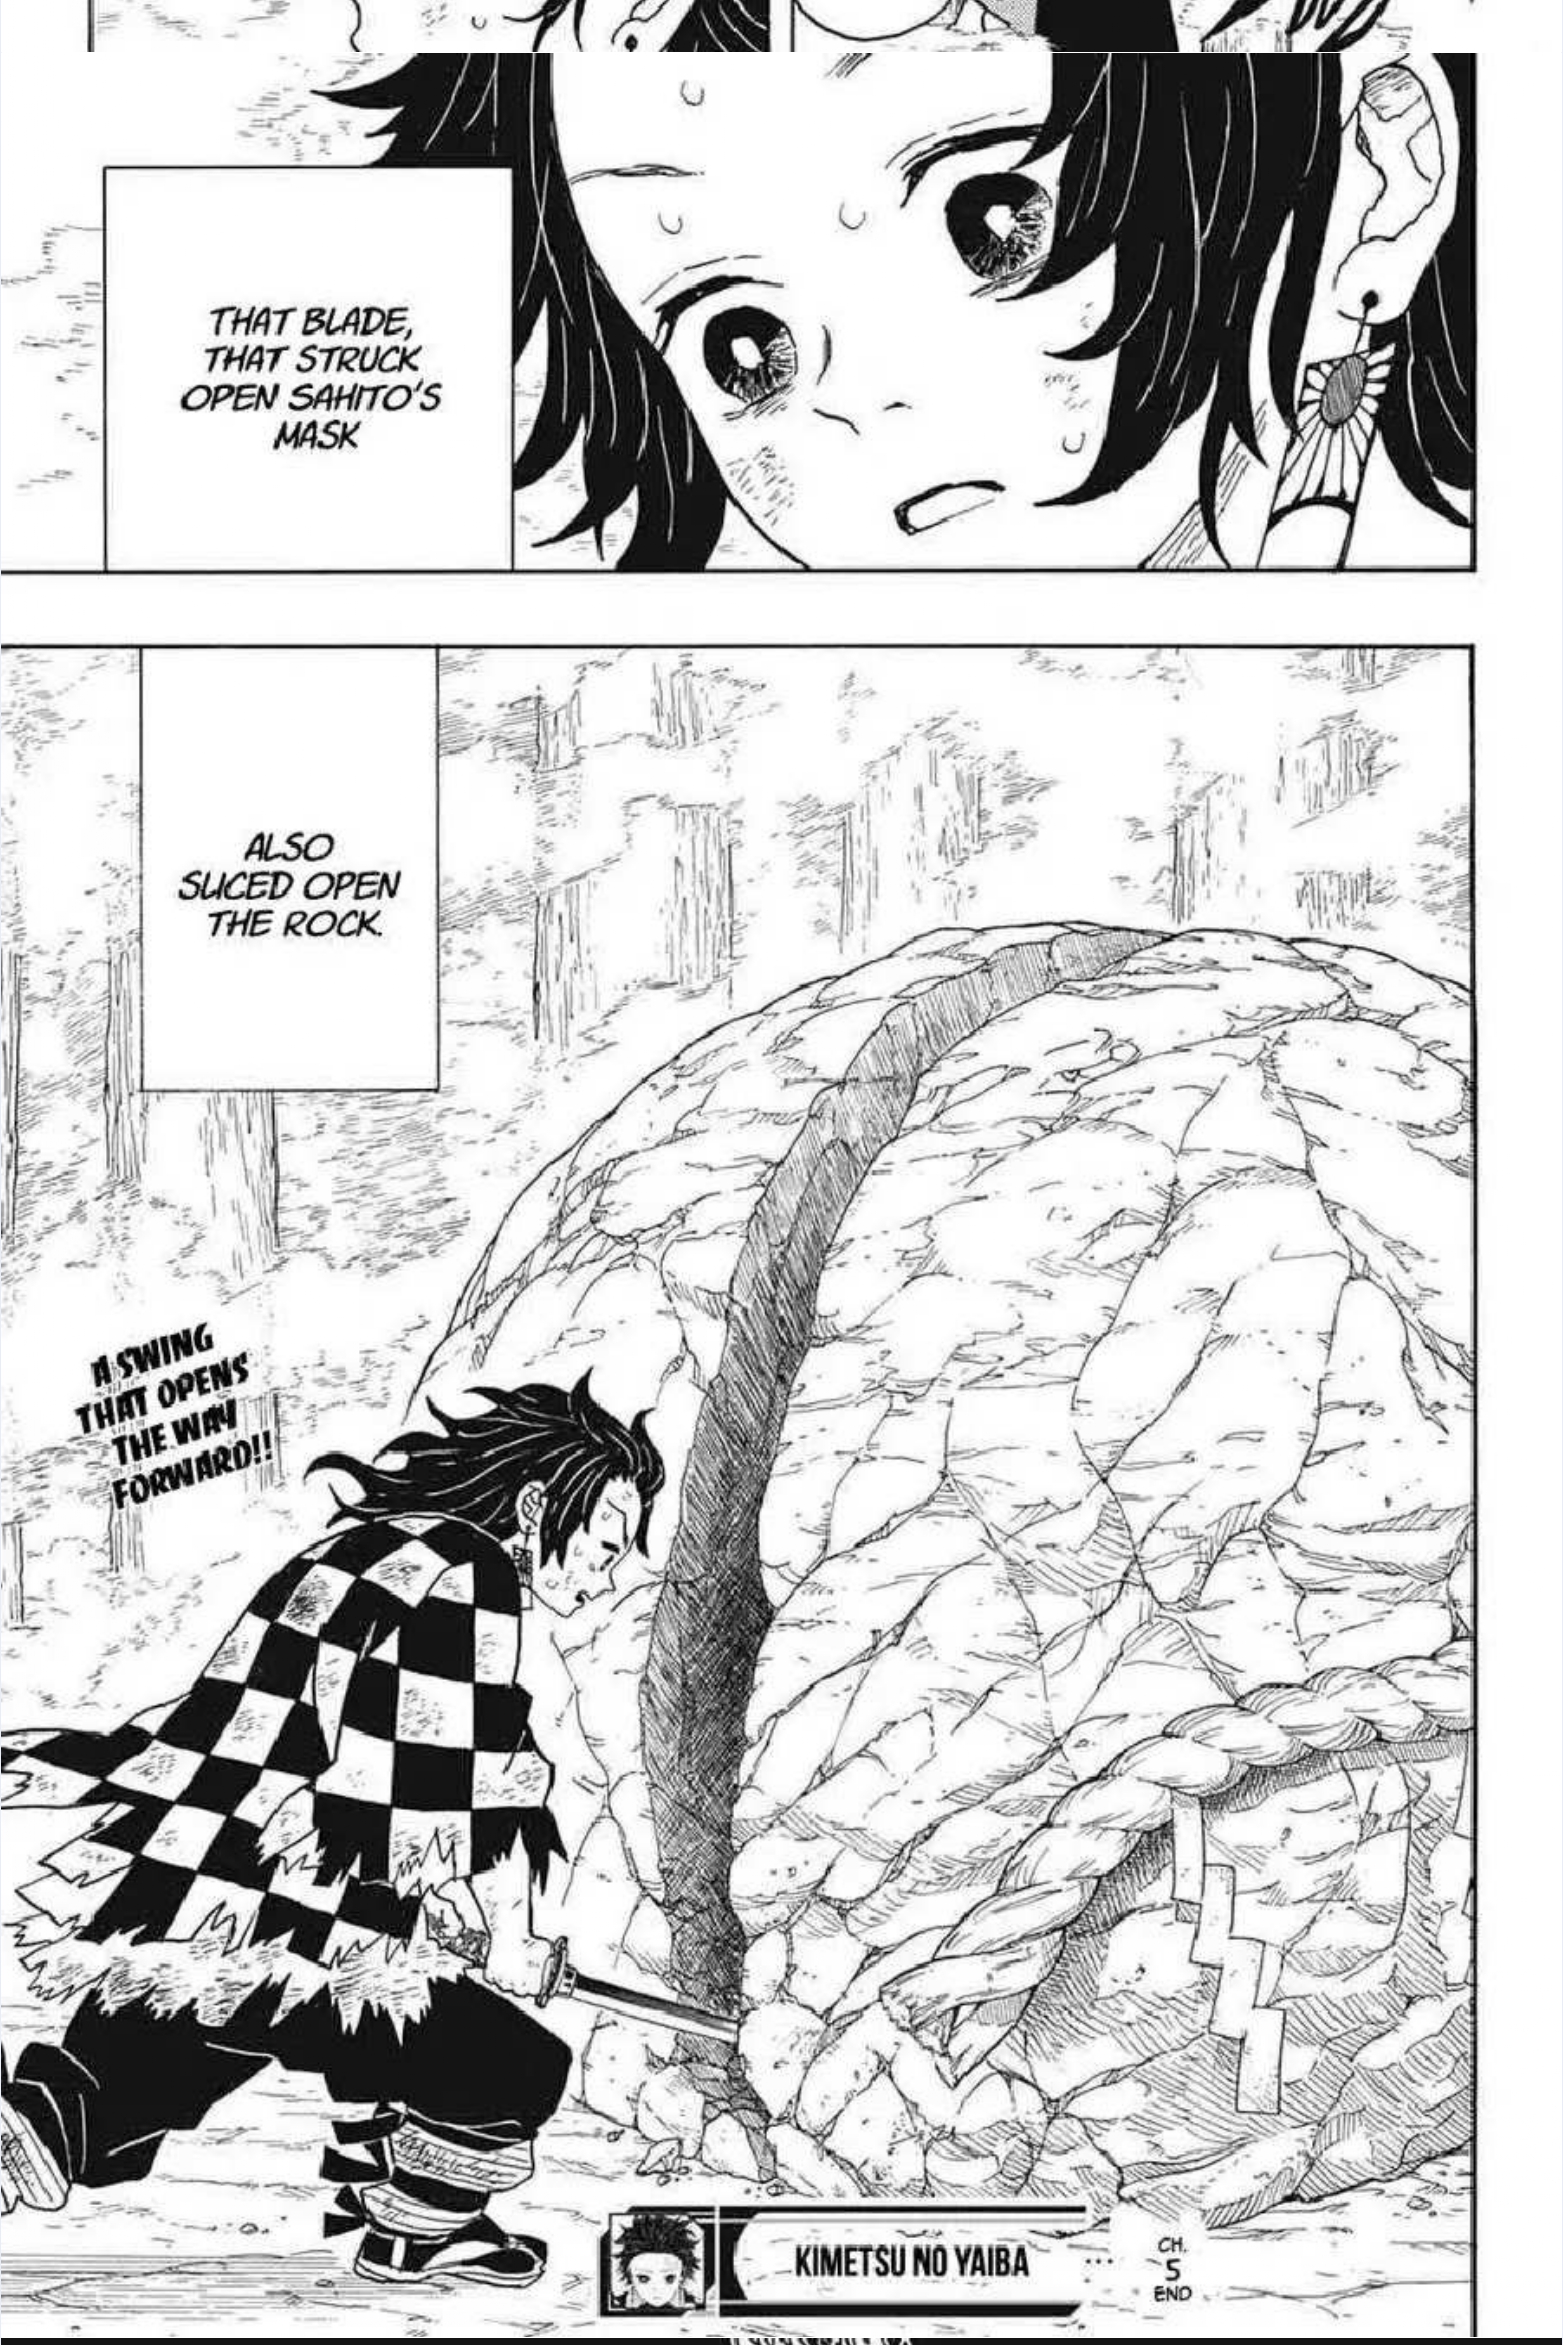 THAT BLADE,
THAT STRUCK
OPEN SAHITO'S
MASK
ALSO
SLICED OPEN
THE ROCK.
A SWING
THAT OPENS
THE WAY
FORWARD!!
KIMETSU NO YAIBA
...
CH.
5
END